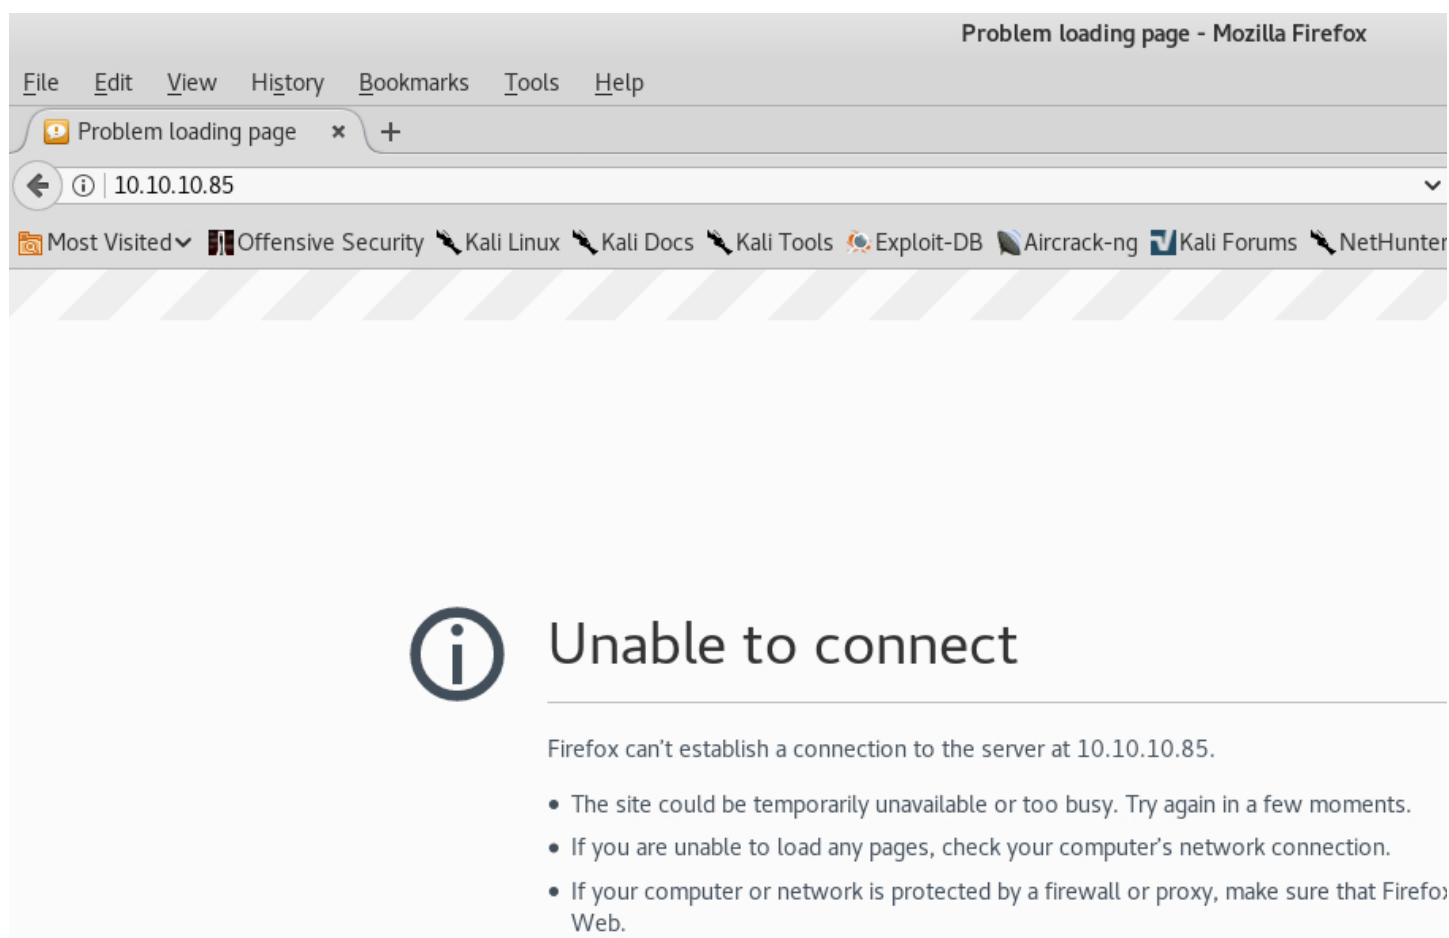 Problem loading page - Mozilla Firefox
File Edit View History Bookmarks Tools Help
Problem loading page × +
10.10.10.85
Most Visited Offensive Security Kali Linux Kali Docs Kali Tools Exploit-DB Aircrack-ng Kali Forums NetHunter
Unable to connect
Firefox can't establish a connection to the server at 10.10.10.85.
• The site could be temporarily unavailable or too busy. Try again in a few moments.
• If you are unable to load any pages, check your computer's network connection.
• If your computer or network is protected by a firewall or proxy, make sure that Firefox
Web.